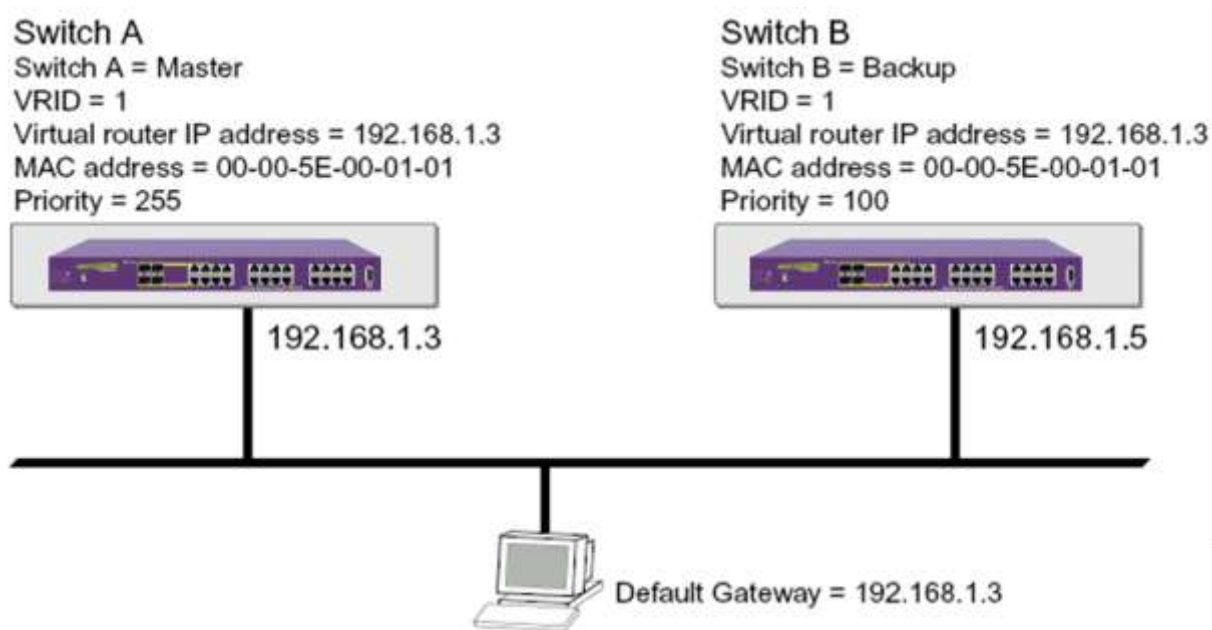 Switch A
Switch A = Master
VRID = 1
Virtual router IP address = 192.168.1.3
MAC address = 00-00-5E-00-01-01
Priority = 255
192.168.1.3
Switch B
Switch B = Backup
VRID = 1
Virtual router IP address = 192.168.1.3
MAC address = 00-00-5E-00-01-01
Priority = 100
192.168.1.5
Default Gateway = 192.168.1.3